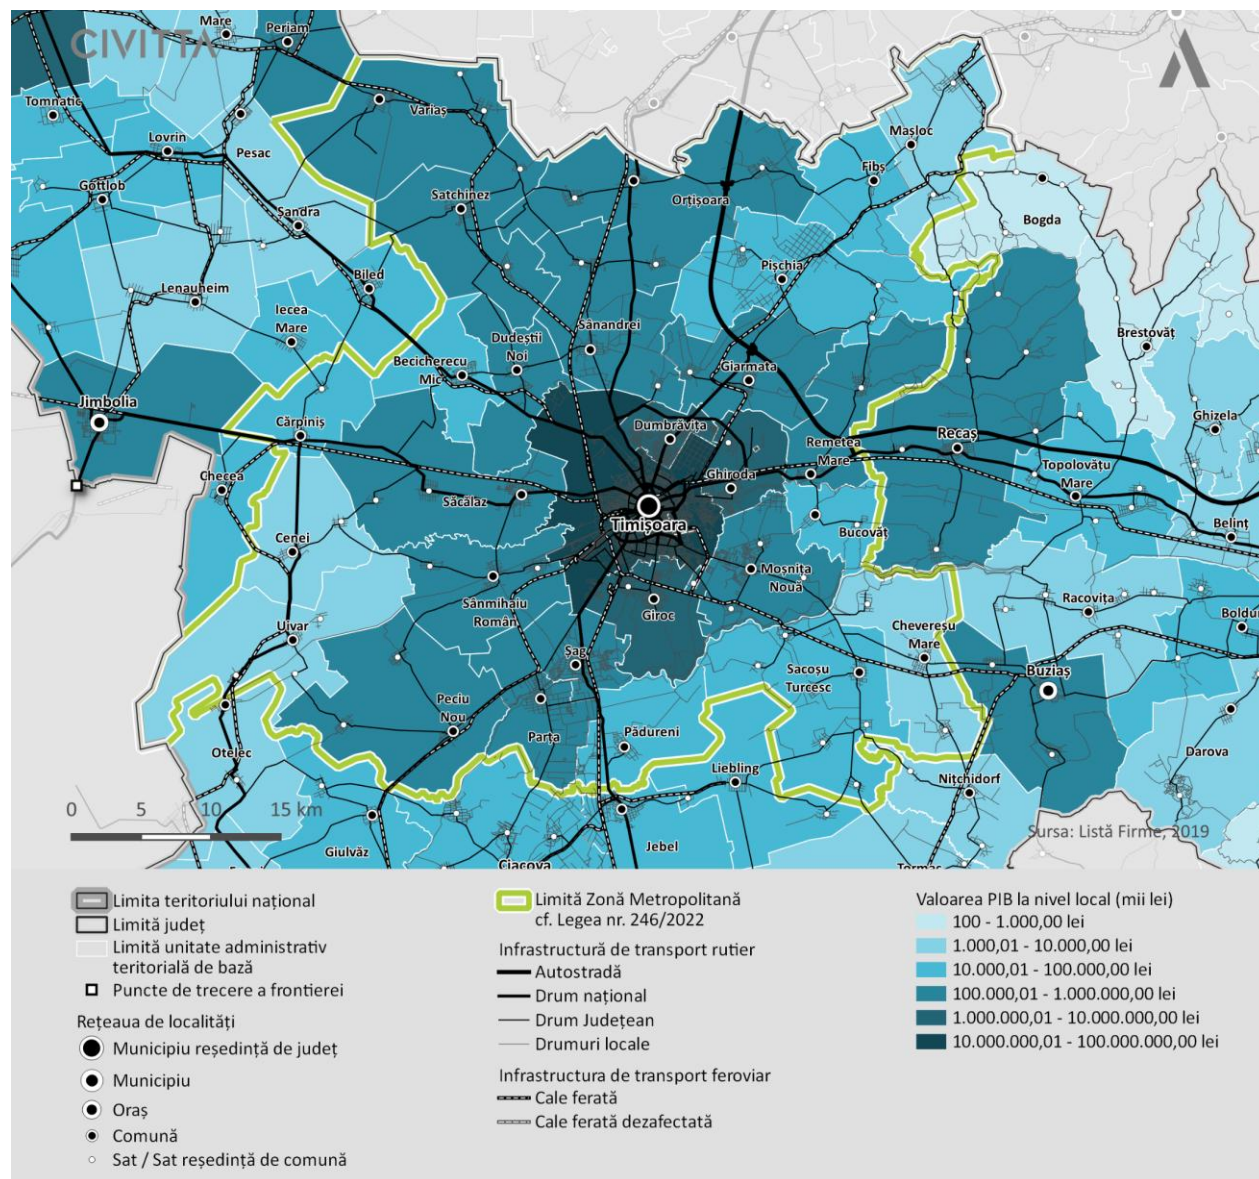 CIVITTA
Mare
Periam
Tomnatic
Variaș
Mașloc
Lovrin
Pesac
Fibș
Gottlob
Satchinez
Orțișoara
Șandra
Bogda
Biled
Pișchia
Lenauheim
Iecea
Mare
Sânandrei
Dudeștii
Noi
Brestovăț
Becicherecu
Mic
Giarmata
Jimbolia
Cărpiniș
Dumbrăvița
Ghizela
Remetea
Mare
Recaș
Checea
Ghiroda
Topolovățu
Mare
Săcălaz
Timișoara
Belinț
Cenei
Bucovăț
Moșnița
Nouă
Sânmihaiu
Român
Giroc
Racovița
Uivar
Chevereșu
Mare
Șag
Sacoșu
Turcesc
Buziaș
Peciu
Nou
Parța
Pădureni
Otelec
Darova
Liebling
Nițchidorf
0 5 10 15 km
Sursa: Listă Firme, 2019
Giulvăz
Ciacova
Jebel
Limita teritoriului național
Limită județ
Limită unitate administrativ
teritorială de bază
Puncte de trecere a frontierei
Rețeaua de localități
Municipiu reședință de județ
Municipiu
Oraș
Comună
Sat / Sat reședință de comună
Limită Zonă Metropolitană
cf. Legea nr. 246/2022
Infrastructură de transport rutier
Autostradă
Drum național
Drum Județean
Drumuri locale
Infrastructura de transport feroviar
Cale ferată
Cale ferată dezafectată
Valoarea PIB la nivel local (mii lei)
100 - 1.000,00 lei
1.000,01 - 10.000,00 lei
10.000,01 - 100.000,00 lei
100.000,01 - 1.000.000,00 lei
1.000.000,01 - 10.000.000,00 lei
10.000.000,01 - 100.000.000,00 lei